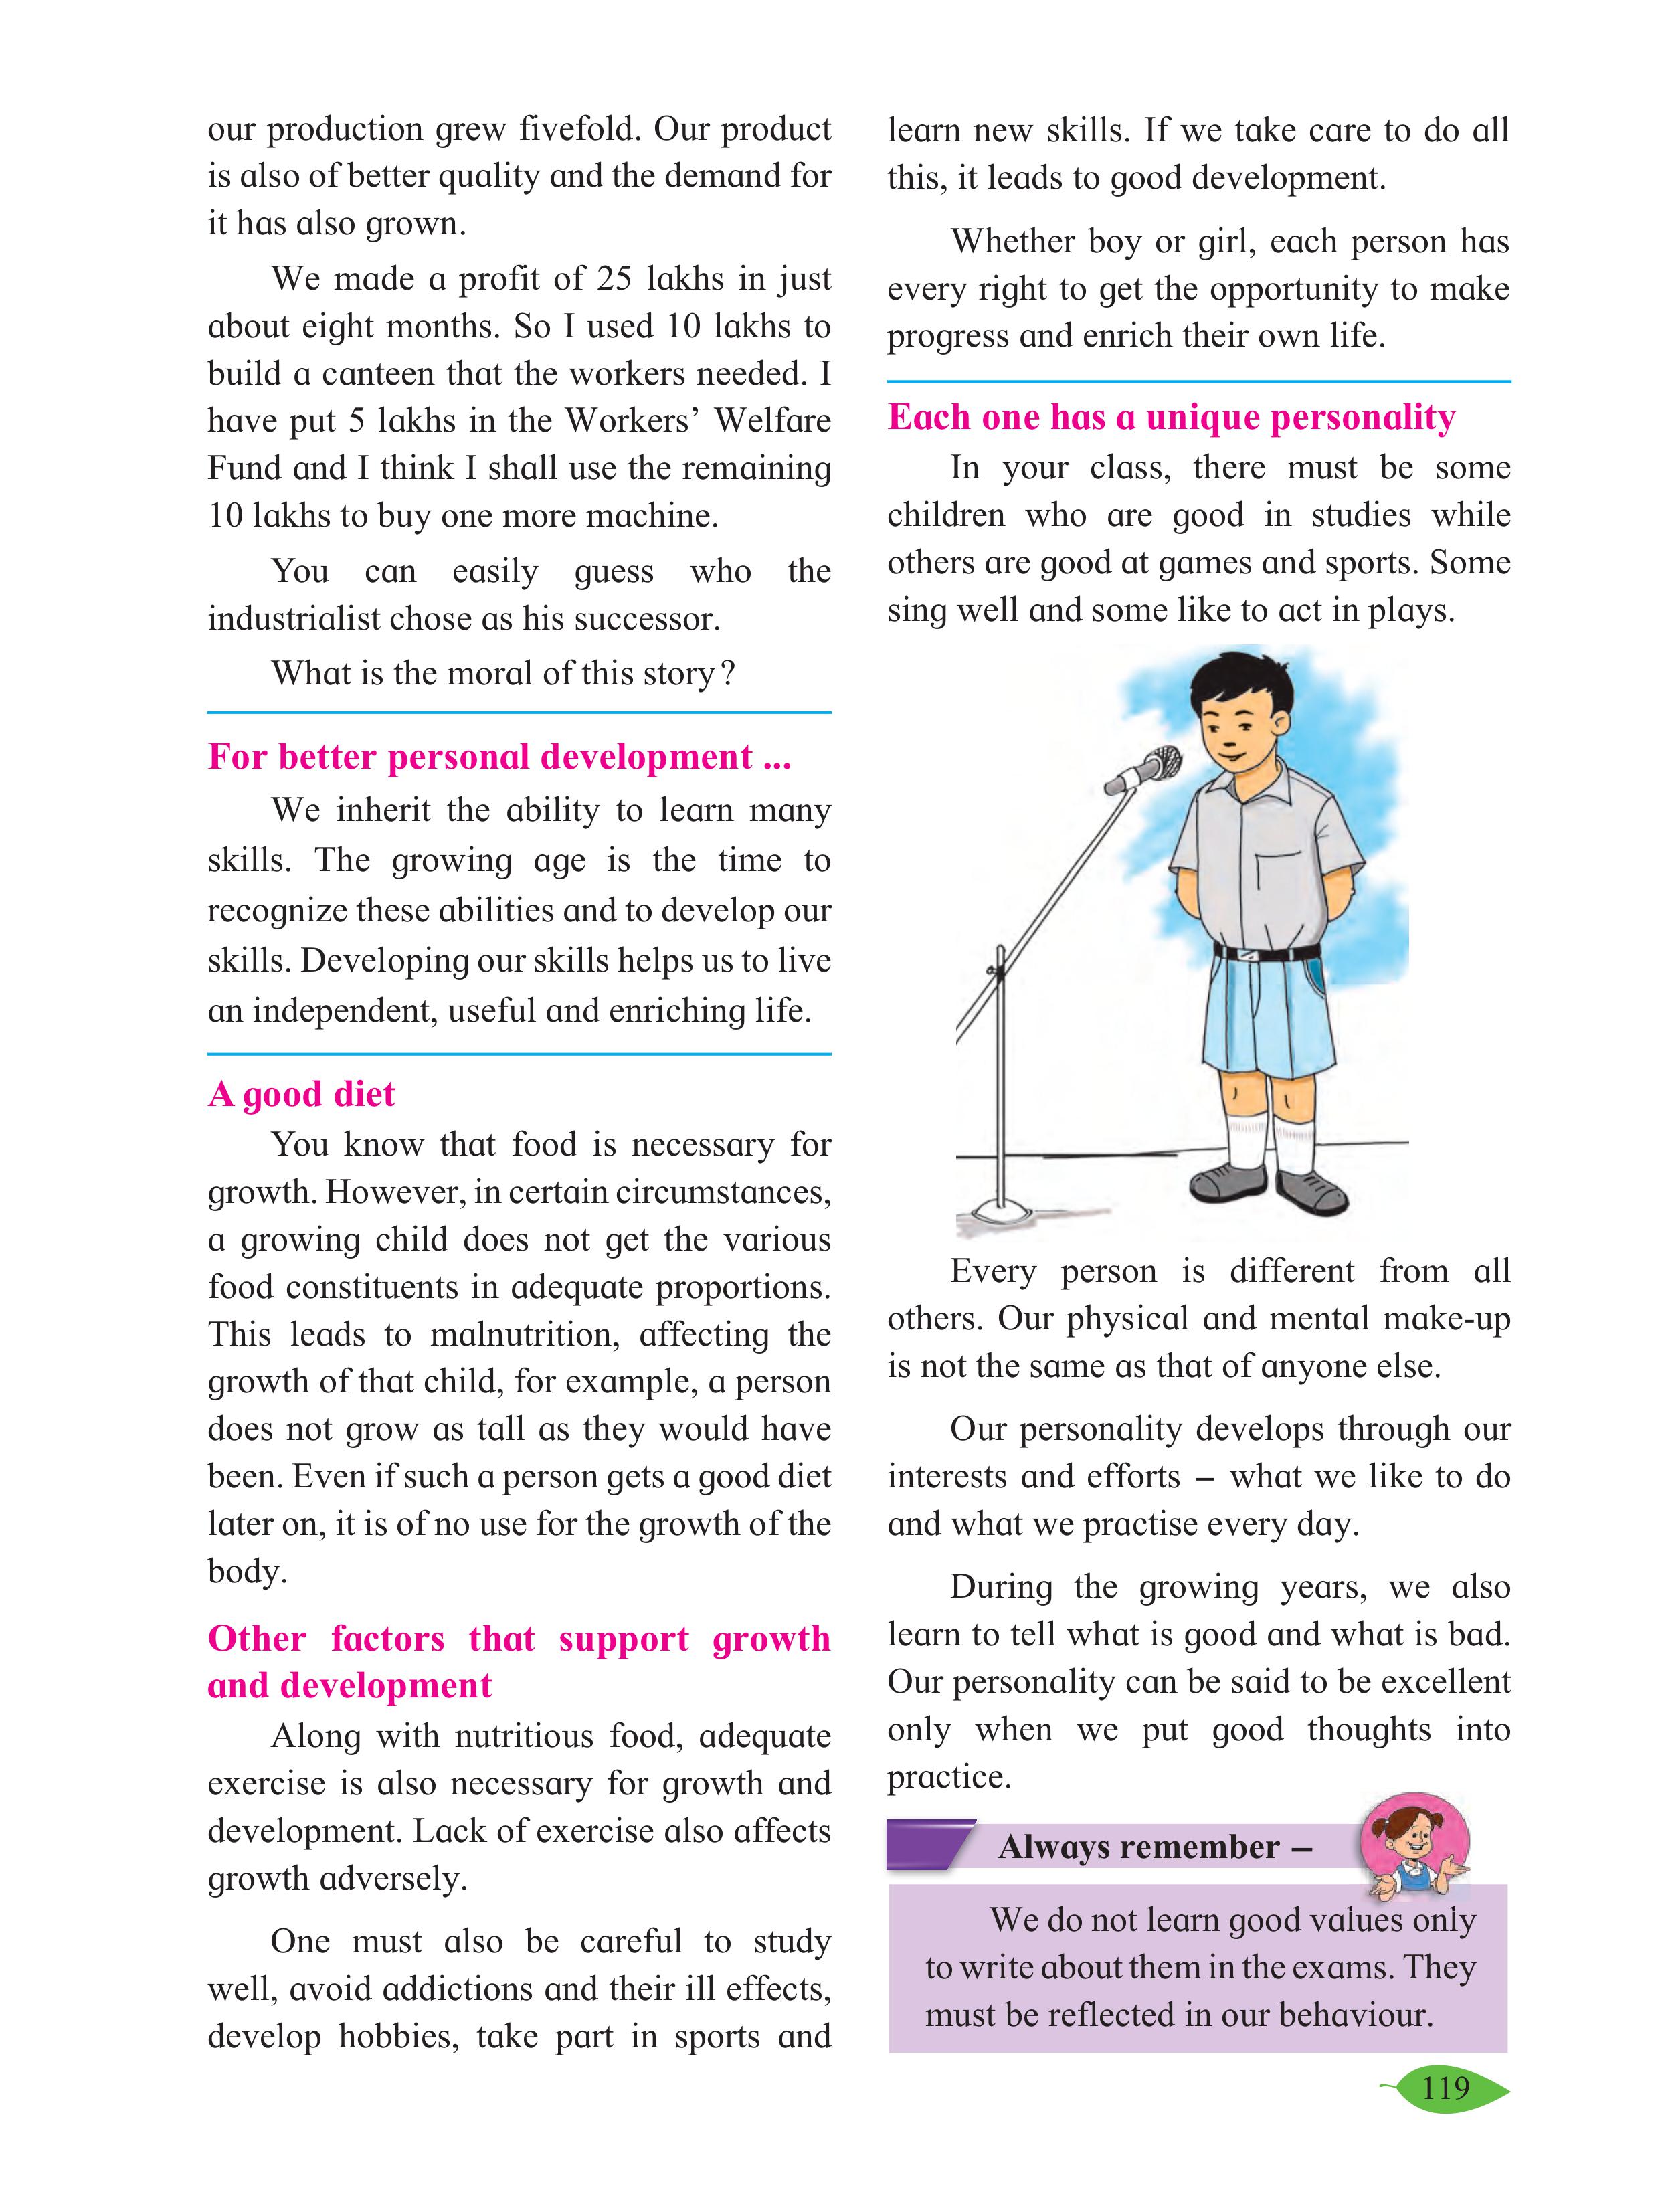 our production grew fivefold. Our product
is also of better quality and the demand for
it has also grown.
We made a profit of 25 lakhs in just
about eight months. So I used 10 lakhs to
build a canteen that the workers needed. I
have put 5 lakhs in the Workers’ Welfare
Fund and I think I shall use the remaining
10 lakhs to buy one more machine.
You can easily guess who the
industrialist chose as his successor.
What is the moral of this story?
For better personal development ...
We inherit the ability to learn many
skills. The growing age is the time to
recognize these abilities and to develop our
skills. Developing our skills helps us to live
an independent, useful and enriching life.
A good diet
You know that food is necessary for
growth. However, in certain circumstances,
a growing child does not get the various
food constituents in adequate proportions.
This leads to malnutrition, affecting the
growth of that child, for example, a person
does not grow as tall as they would have
been. Even if such a person gets a good diet
later on, it is of no use for the growth of the
body.
Other factors that support growth
and development
Along with nutritious food, adequate
exercise is also necessary for growth and
development. Lack of exercise also affects
growth adversely.
One must also be careful to study
well, avoid addictions and their ill effects,
develop hobbies, take part in sports and
learn new skills. If we take care to do all
this, it leads to good development.
Whether boy or girl, each person has
every right to get the opportunity to make
progress and enrich their own life.
Each one has a unique personality
In your class, there must be some
children who are good in studies while
others are good at games and sports. Some
sing well and some like to act in plays.
Every person is different from all
others. Our physical and mental make-up
is not the same as that of anyone else.
Our personality develops through our
interests and efforts – what we like to do
and what we practise every day.
During the growing years, we also
learn to tell what is good and what is bad.
Our personality can be said to be excellent
only when we put good thoughts into
practice.
Always remember –
We do not learn good values only
to write about them in the exams. They
must be reflected in our behaviour.
119